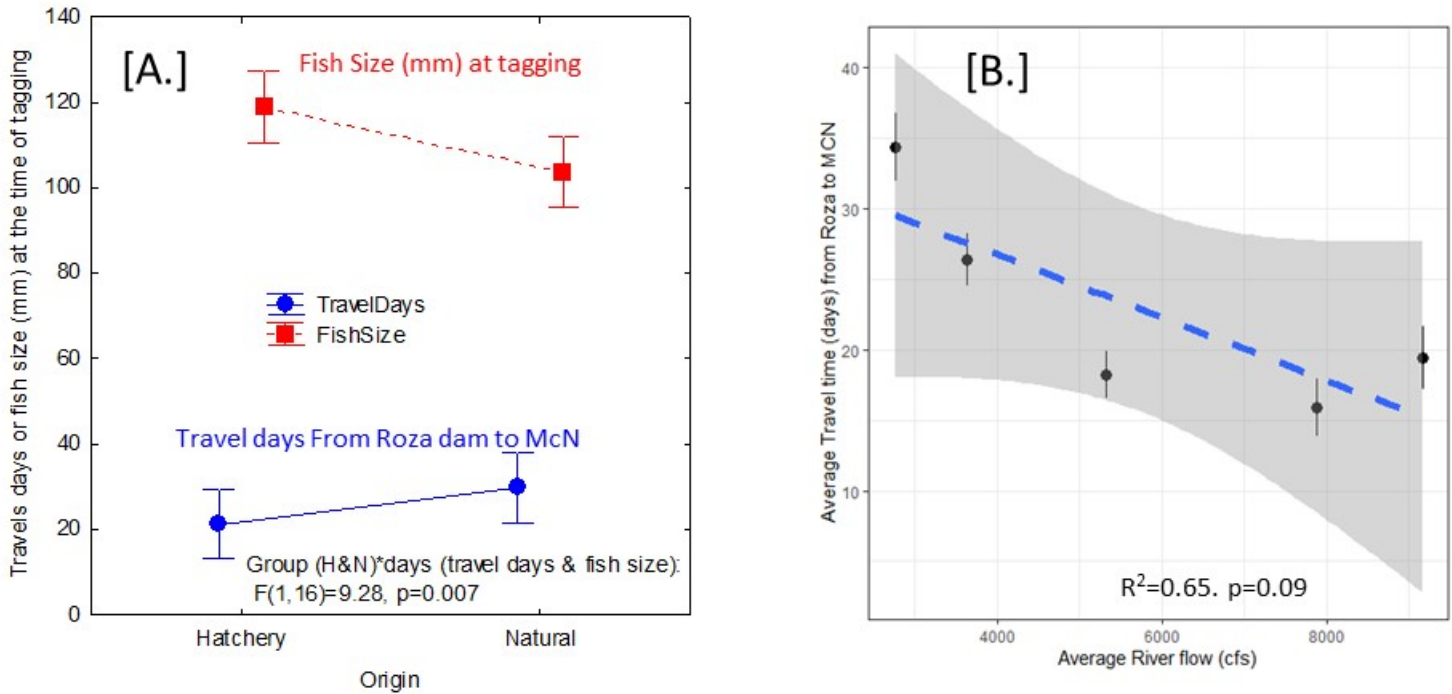 [A.]
Fish Size (mm) at tagging
TravelDays
FishSize
Travel days From Roza dam to McN
Group (H&N)*days (travel days & fish size):
F(1,16)=9.28, p=0.007
Travels days of fish size (mm) at the time of tagging
140
120
100
80
60
40
20
0
Hatchery
Natural
Origin
[B.]
Average Travel time (days) from Roza to MCN
40
30
20
10
R²=0.65. p=0.09
4000
6000
8000
Average River flow (cfs)